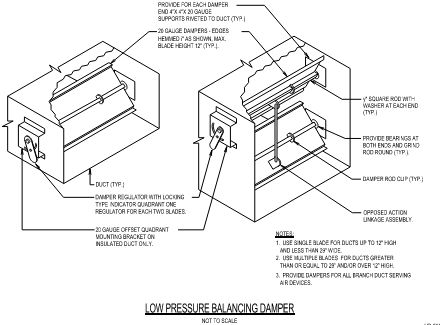 PROVIDE FOR EACH DAMPER
END 4"X 4"X 20 GAUGE
SUPPORTS RIVETED TO DUCT (TYP.)
20 GAUGE DAMPERS - EDGES
HEMMED AS SHOWN, MAX.
BLADE HEIGHT 12" (TYP.).
SQUARE ROD WITH
WASHER AT EACH END
(TYP.)
PROVIDE BEARINGS AT
BOTH ENDS AND GRIND
ROD ROUND (TYP.).
DUCT (TYP.)
DAMPER ROD CLIP (TYP.)
DAMPER REGULATOR WITH LOCKING
TYPE INDICATOR QUADRANT ONE
REGULATOR FOR EACH TWO BLADES.
OPPOSED ACTION
LINKAGE ASSEMBLY.
20 GAUGE OFFSET QUADRANT
MOUNTING BRACKET ON
INSULATED DUCT ONLY.
NOTES:
1. USE SINGLE BLADE FOR DUCTS UP TO 12" HIGH
AND LESS THAN 29" WIDE.
2. USE MULTIPLE BLADES FOR DUCTS GREATER
THAN OR EQUAL TO 29" AND/OR OVER 12" HIGH.
3. PROVIDE DAMPERS FOR ALL BRANCH DUCT SERVING
AIR DEVICES.
LOW PRESSURE BALANCING DAMPER
NOT TO SCALE